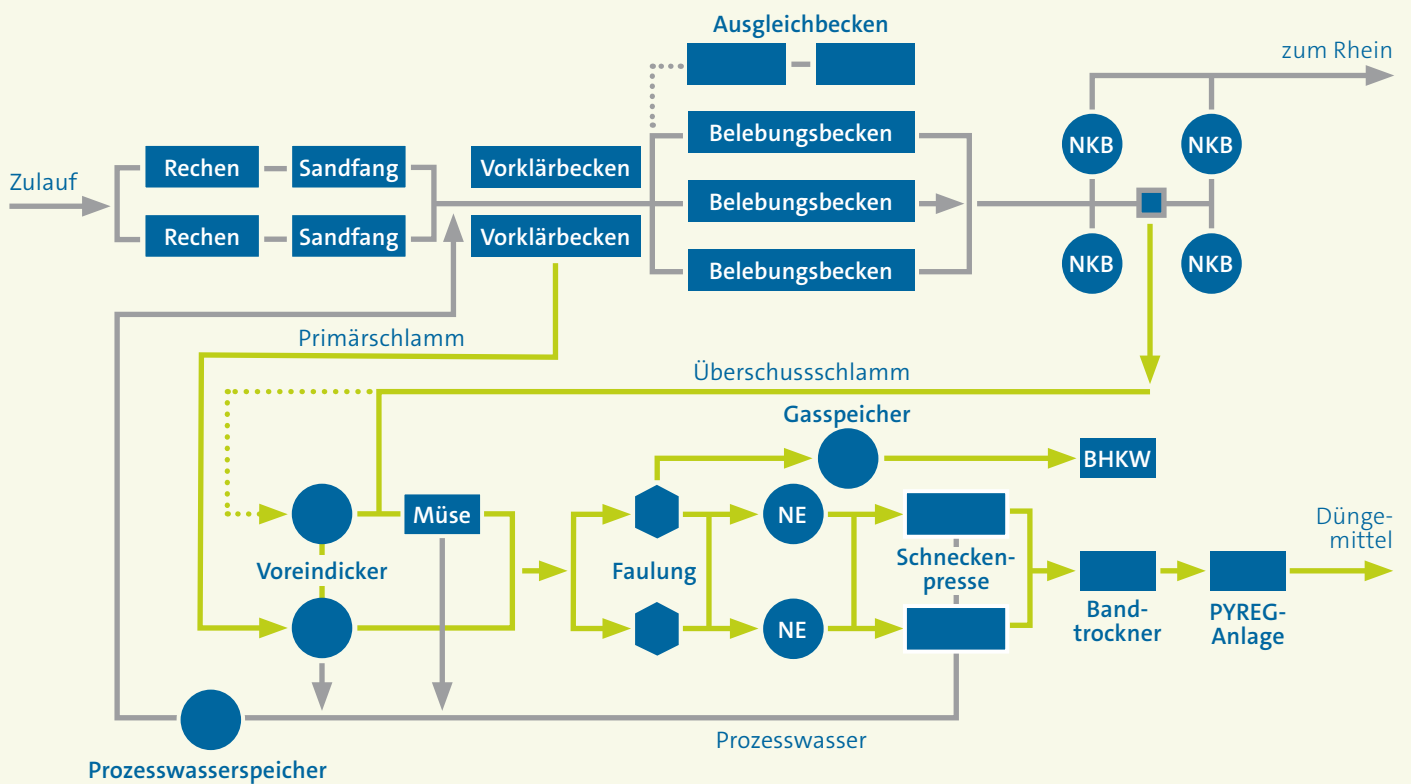 Ausgleichbecken
zum Rhein
Belebungsbecken
NKB
NKB
Rechen
Sandfang
Vorklärbecken
Zulauf
Belebungsbecken
Rechen
Sandfang
Vorklärbecken
Belebungsbecken
NKB
NKB
Primärschlamm
Überschussschlamm
Gasspeicher
BHKW
Müse
NE
Dünge-
mittel
Voreindicker
Faulung
Schnecken-
presse
NE
Band-
trockner
PYREG-
Anlage
Prozesswasser
Prozesswasserspeicher